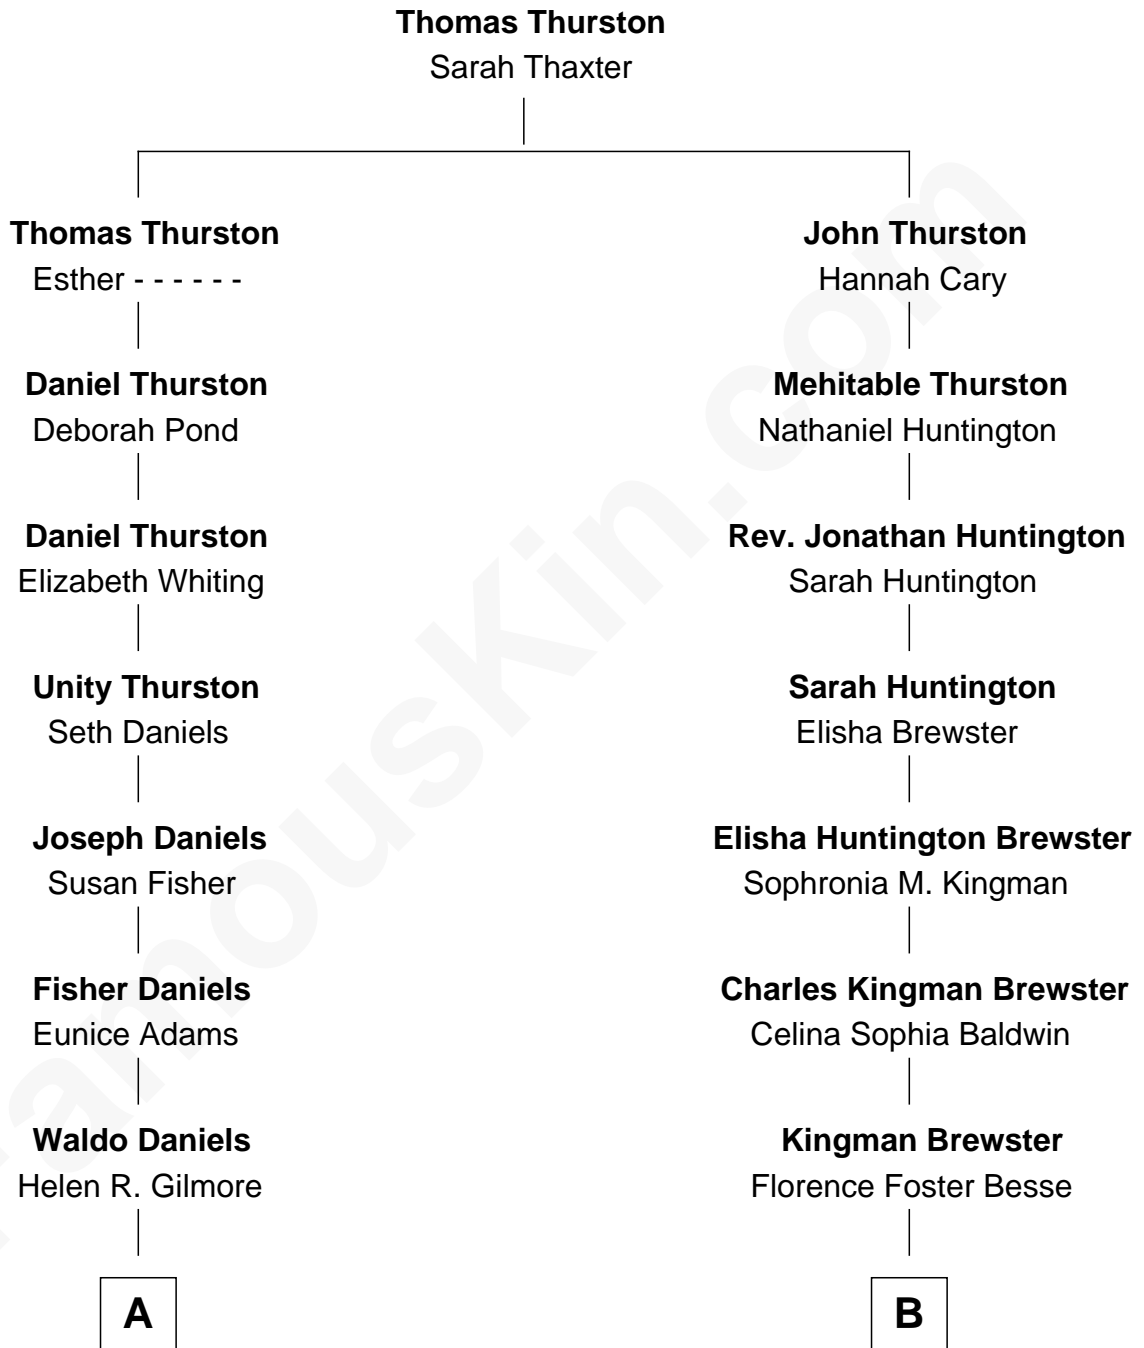 Thomas Thurston
Sarah Thaxter
Thomas Thurston
Esther - - - - - -
Daniel Thurston
Deborah Pond
Daniel Thurston
Elizabeth Whiting
Unity Thurston
Seth Daniels
Joseph Daniels
Susan Fisher
Fisher Daniels
Eunice Adams
Waldo Daniels
Helen R. Gilmore
A
John Thurston
Hannah Cary
Mehitable Thurston
Nathaniel Huntington
Rev. Jonathan Huntington
Sarah Huntington
Sarah Huntington
Elisha Brewster
Elisha Huntington Brewster
Sophronia M. Kingman
Charles Kingman Brewster
Celina Sophia Baldwin
Kingman Brewster
Florence Foster Besse
B
FamousKin.com